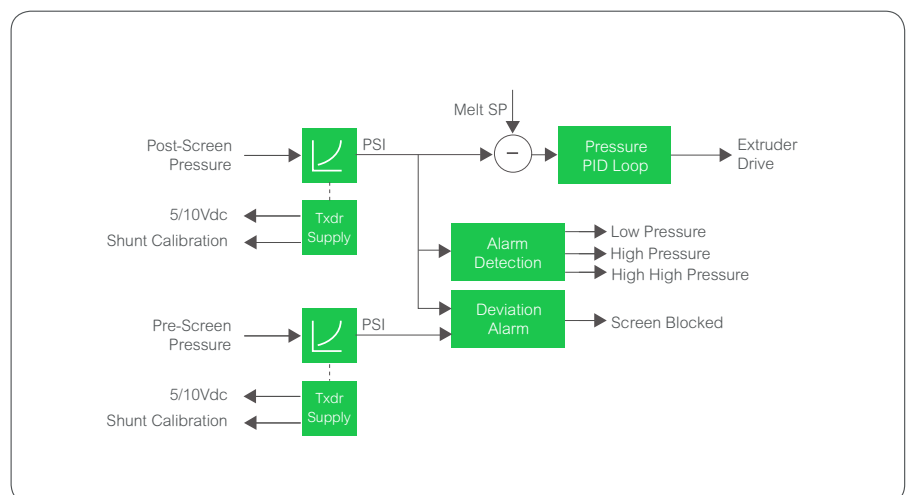 Melt SP
Post-Screen
Pressure
PSI
−
Pressure
PID Loop
Extruder
Drive
5/10Vdc
Shunt Calibration
Txdr
Supply
Alarm
Detection
Low Pressure
High Pressure
High High Pressure
Pre-Screen
Pressure
PSI
Deviation
Alarm
Screen Blocked
5/10Vdc
Shunt Calibration
Txdr
Supply